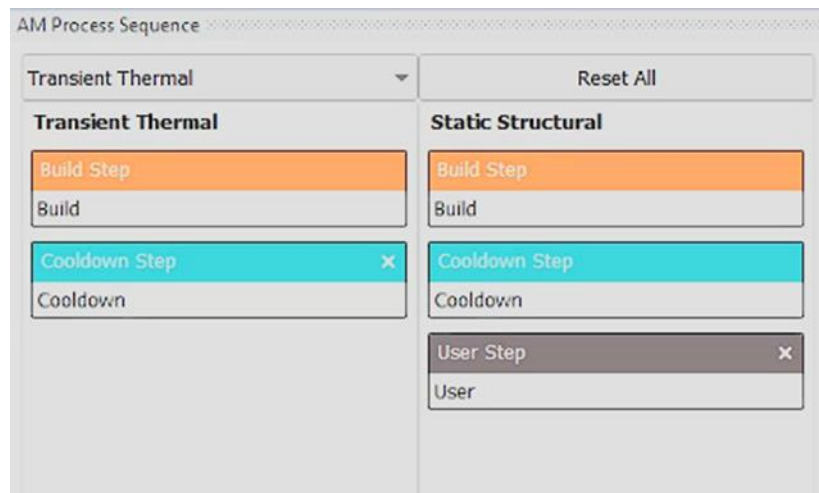 AM Process Sequence
Transient Thermal
Reset All
Transient Thermal
Static Structural
Build Step
Build
Build Step
Build
Cooldown Step ×
Cooldown
Cooldown Step
Cooldown
User Step ×
User